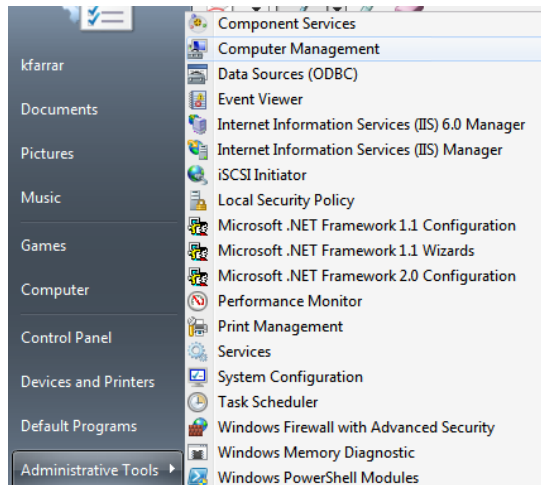 kfarrar
Documents
Pictures
Music
Games
Computer
Control Panel
Devices and Printers
Default Programs
Administrative Tools
Component Services
Computer Management
Data Sources (ODBC)
Event Viewer
Internet Information Services (IIS) 6.0 Manager
Internet Information Services (IIS) Manager
iSCSI Initiator
Local Security Policy
Microsoft .NET Framework 1.1 Configuration
Microsoft .NET Framework 1.1 Wizards
Microsoft .NET Framework 2.0 Configuration
Performance Monitor
Print Management
Services
System Configuration
Task Scheduler
Windows Firewall with Advanced Security
Windows Memory Diagnostic
Windows PowerShell Modules